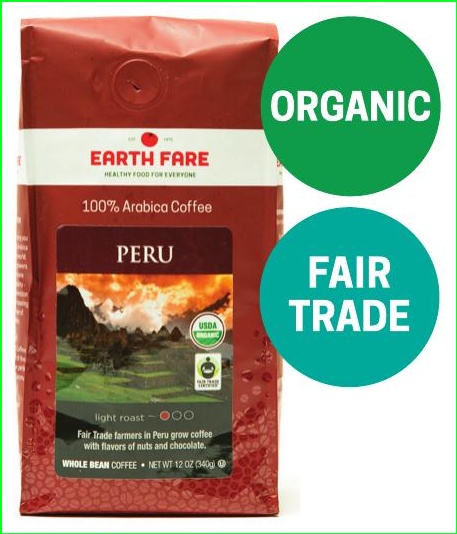 EST 1975
EARTH FARE
HEALTHY FOOD FOR EVERYONE
100% Arabica Coffee
PERU
USDA
ORGANIC
FAIR TRADE
CERTIFIED
light roast
Fair Trade farmers in Peru grow coffee
with flavors of nuts and chocolate.
WHOLE BEAN COFFEE • NET WT 12 OZ (340g) U
ORGANIC
FAIR
TRADE